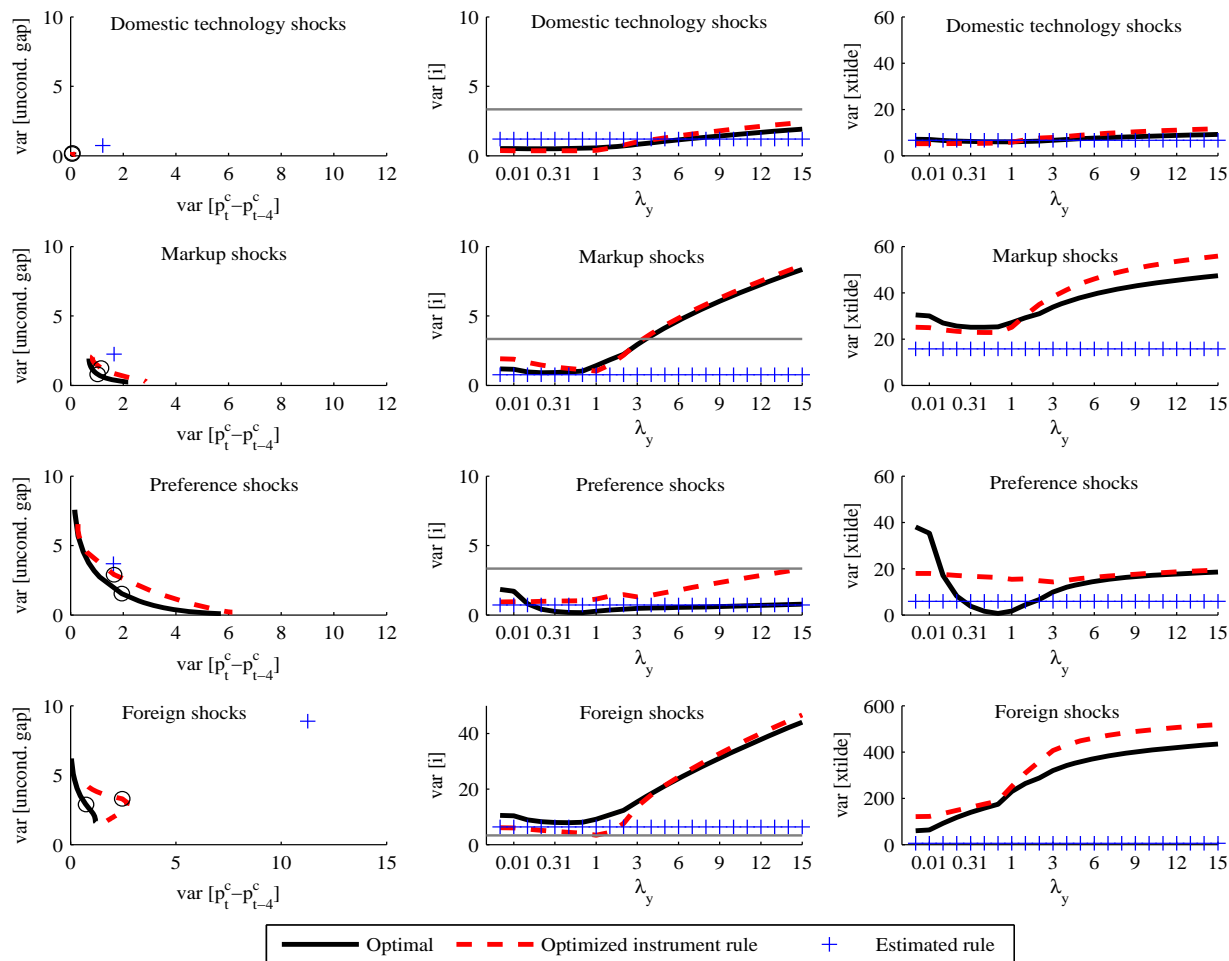 Domestic technology shocks
var [uncond. gap]
10
5
0
0 2 4 6 8 10 12
var [p^c_t−p^c_{t−4}]
Domestic technology shocks
var [i]
10
5
0
0.01 0.31 1 3 6 9 12 15
λ_y
Domestic technology shocks
var [xtilde]
60
40
20
0
0.01 0.31 1 3 6 9 12 15
λ_y
Markup shocks
var [uncond. gap]
10
5
0
0 2 4 6 8 10 12
var [p^c_t−p^c_{t−4}]
Markup shocks
var [i]
10
5
0
0.01 0.31 1 3 6 9 12 15
λ_y
Markup shocks
var [xtilde]
60
40
20
0
0.01 0.31 1 3 6 9 12 15
λ_y
Preference shocks
var [uncond. gap]
10
5
0
0 2 4 6 8 10 12
var [p^c_t−p^c_{t−4}]
Preference shocks
var [i]
10
5
0
0.01 0.31 1 3 6 9 12 15
λ_y
Preference shocks
var [xtilde]
60
40
20
0
0.01 0.31 1 3 6 9 12 15
λ_y
Foreign shocks
var [uncond. gap]
10
5
0
0 5 10 15
var [p^c_t−p^c_{t−4}]
Foreign shocks
var [i]
40
20
0
0.01 0.31 1 3 6 9 12 15
λ_y
Foreign shocks
var [xtilde]
600
400
200
0
0.01 0.31 1 3 6 9 12 15
λ_y
Optimal Optimized instrument rule Estimated rule